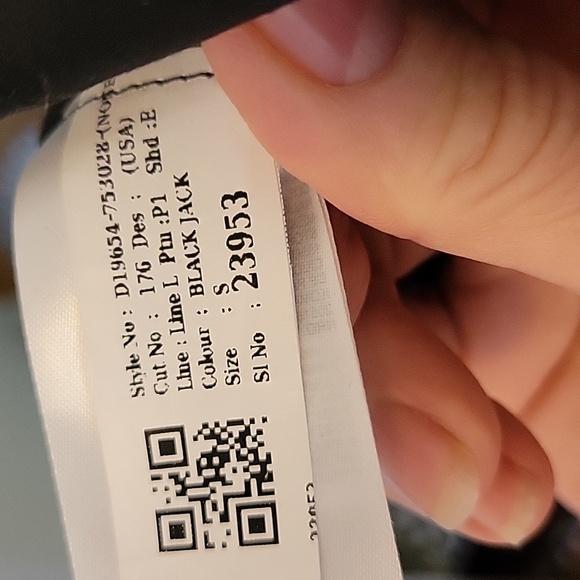 Style No : D19654-753028-(NOTE
Cut No : 176 Des : (USA)
Line : Line L Ptn :P1 Shd :E
Colour : BLACK JACK
Size : S
Sl No : 23953